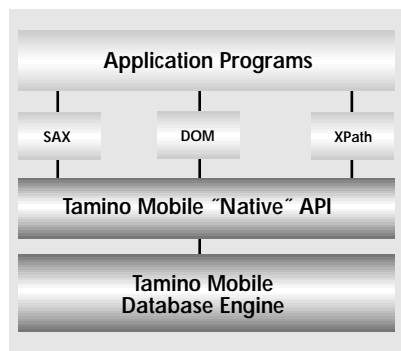 Application Programs
SAX
DOM
XPath
Tamino Mobile ˝Native˝ API
Tamino Mobile
Database Engine